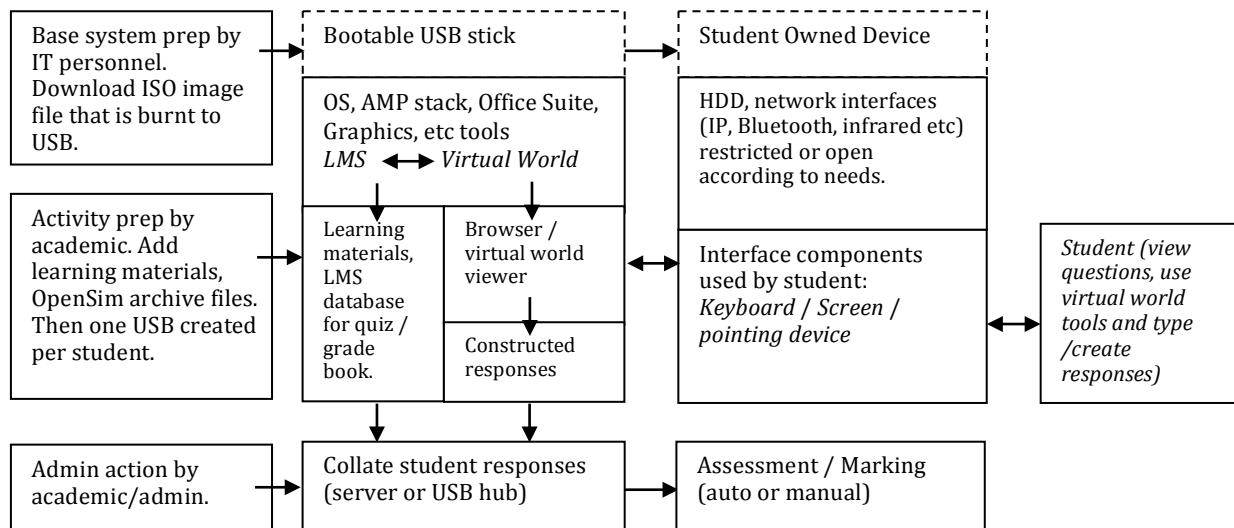 Base system prep by
IT personnel.
Download ISO image
file that is burnt to
USB.
Bootable USB stick
Student Owned Device
OS, AMP stack, Office Suite,
Graphics, etc tools
LMS Virtual World
HDD, network interfaces
(IP, Bluetooth, infrared etc)
restricted or open
according to needs.
Activity prep by
academic. Add
learning materials,
OpenSim archive files.
Then one USB created
per student.
Learning
materials,
LMS
database
for quiz /
grade
book.
Browser /
virtual world
viewer
Constructed
responses
Interface components
used by student:
Keyboard / Screen /
pointing device
Student (view
questions, use
virtual world
tools and type
/create
responses)
Admin action by
academic/admin.
Collate student responses
(server or USB hub)
Assessment / Marking
(auto or manual)